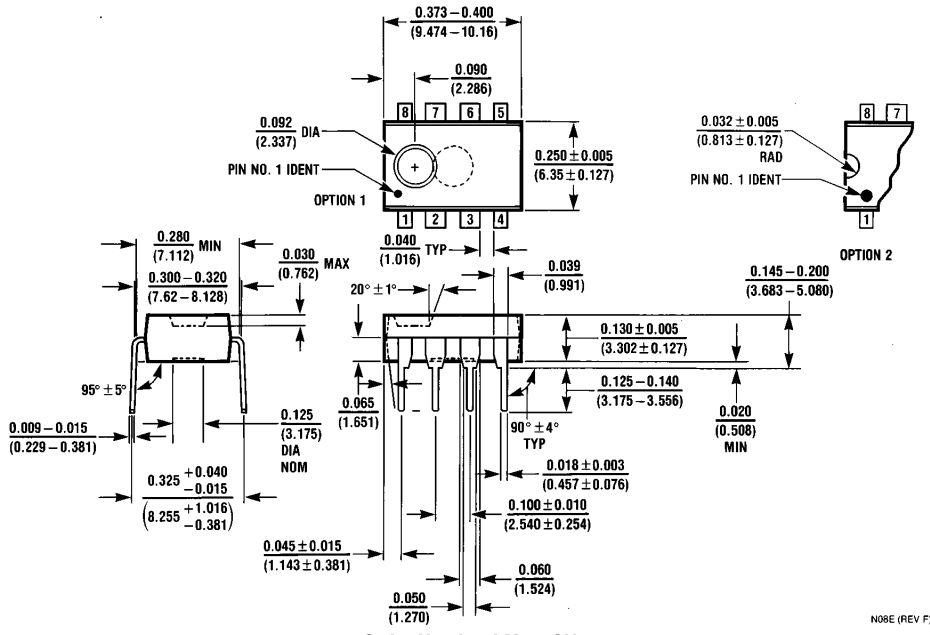 0.373 – 0.400
(9.474 – 10.16)
0.090
(2.286)
8 7 6 5
0.092 DIA
(2.337)
PIN NO. 1 IDENT
OPTION 1
1 2 3 4
0.250 ± 0.005
(6.35 ± 0.127)
8 7
0.032 ± 0.005
(0.813 ± 0.127)
RAD
PIN NO. 1 IDENT
1
OPTION 2
0.280 MIN
(7.112)
0.300 – 0.320
(7.62 – 8.128)
0.030 MAX
(0.762)
0.040 TYP
(1.016)
0.039
(0.991)
20° ± 1°
0.145 – 0.200
(3.683 – 5.080)
0.130 ± 0.005
(3.302 ± 0.127)
0.125 – 0.140
(3.175 – 3.556)
0.020
(0.508)
MIN
95° ± 5°
0.009 – 0.015
(0.229 – 0.381)
0.125
(3.175)
DIA
NOM
0.065
(1.651)
90° ± 4°
TYP
0.325 +0.040
–0.015
(8.255 +1.016
–0.381)
0.018 ± 0.003
(0.457 ± 0.076)
0.100 ± 0.010
(2.540 ± 0.254)
0.045 ± 0.015
(1.143 ± 0.381)
0.060
(1.524)
0.050
(1.270)
N08E (REV F)